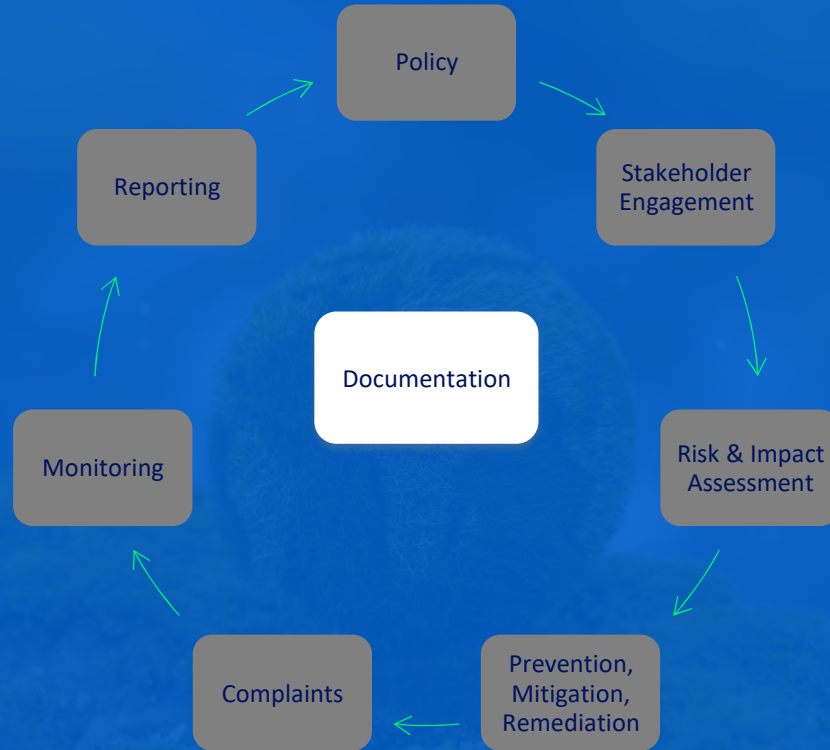 Policy
Stakeholder
Engagement
Risk & Impact
Assessment
Prevention,
Mitigation,
Remediation
Complaints
Monitoring
Reporting
Documentation